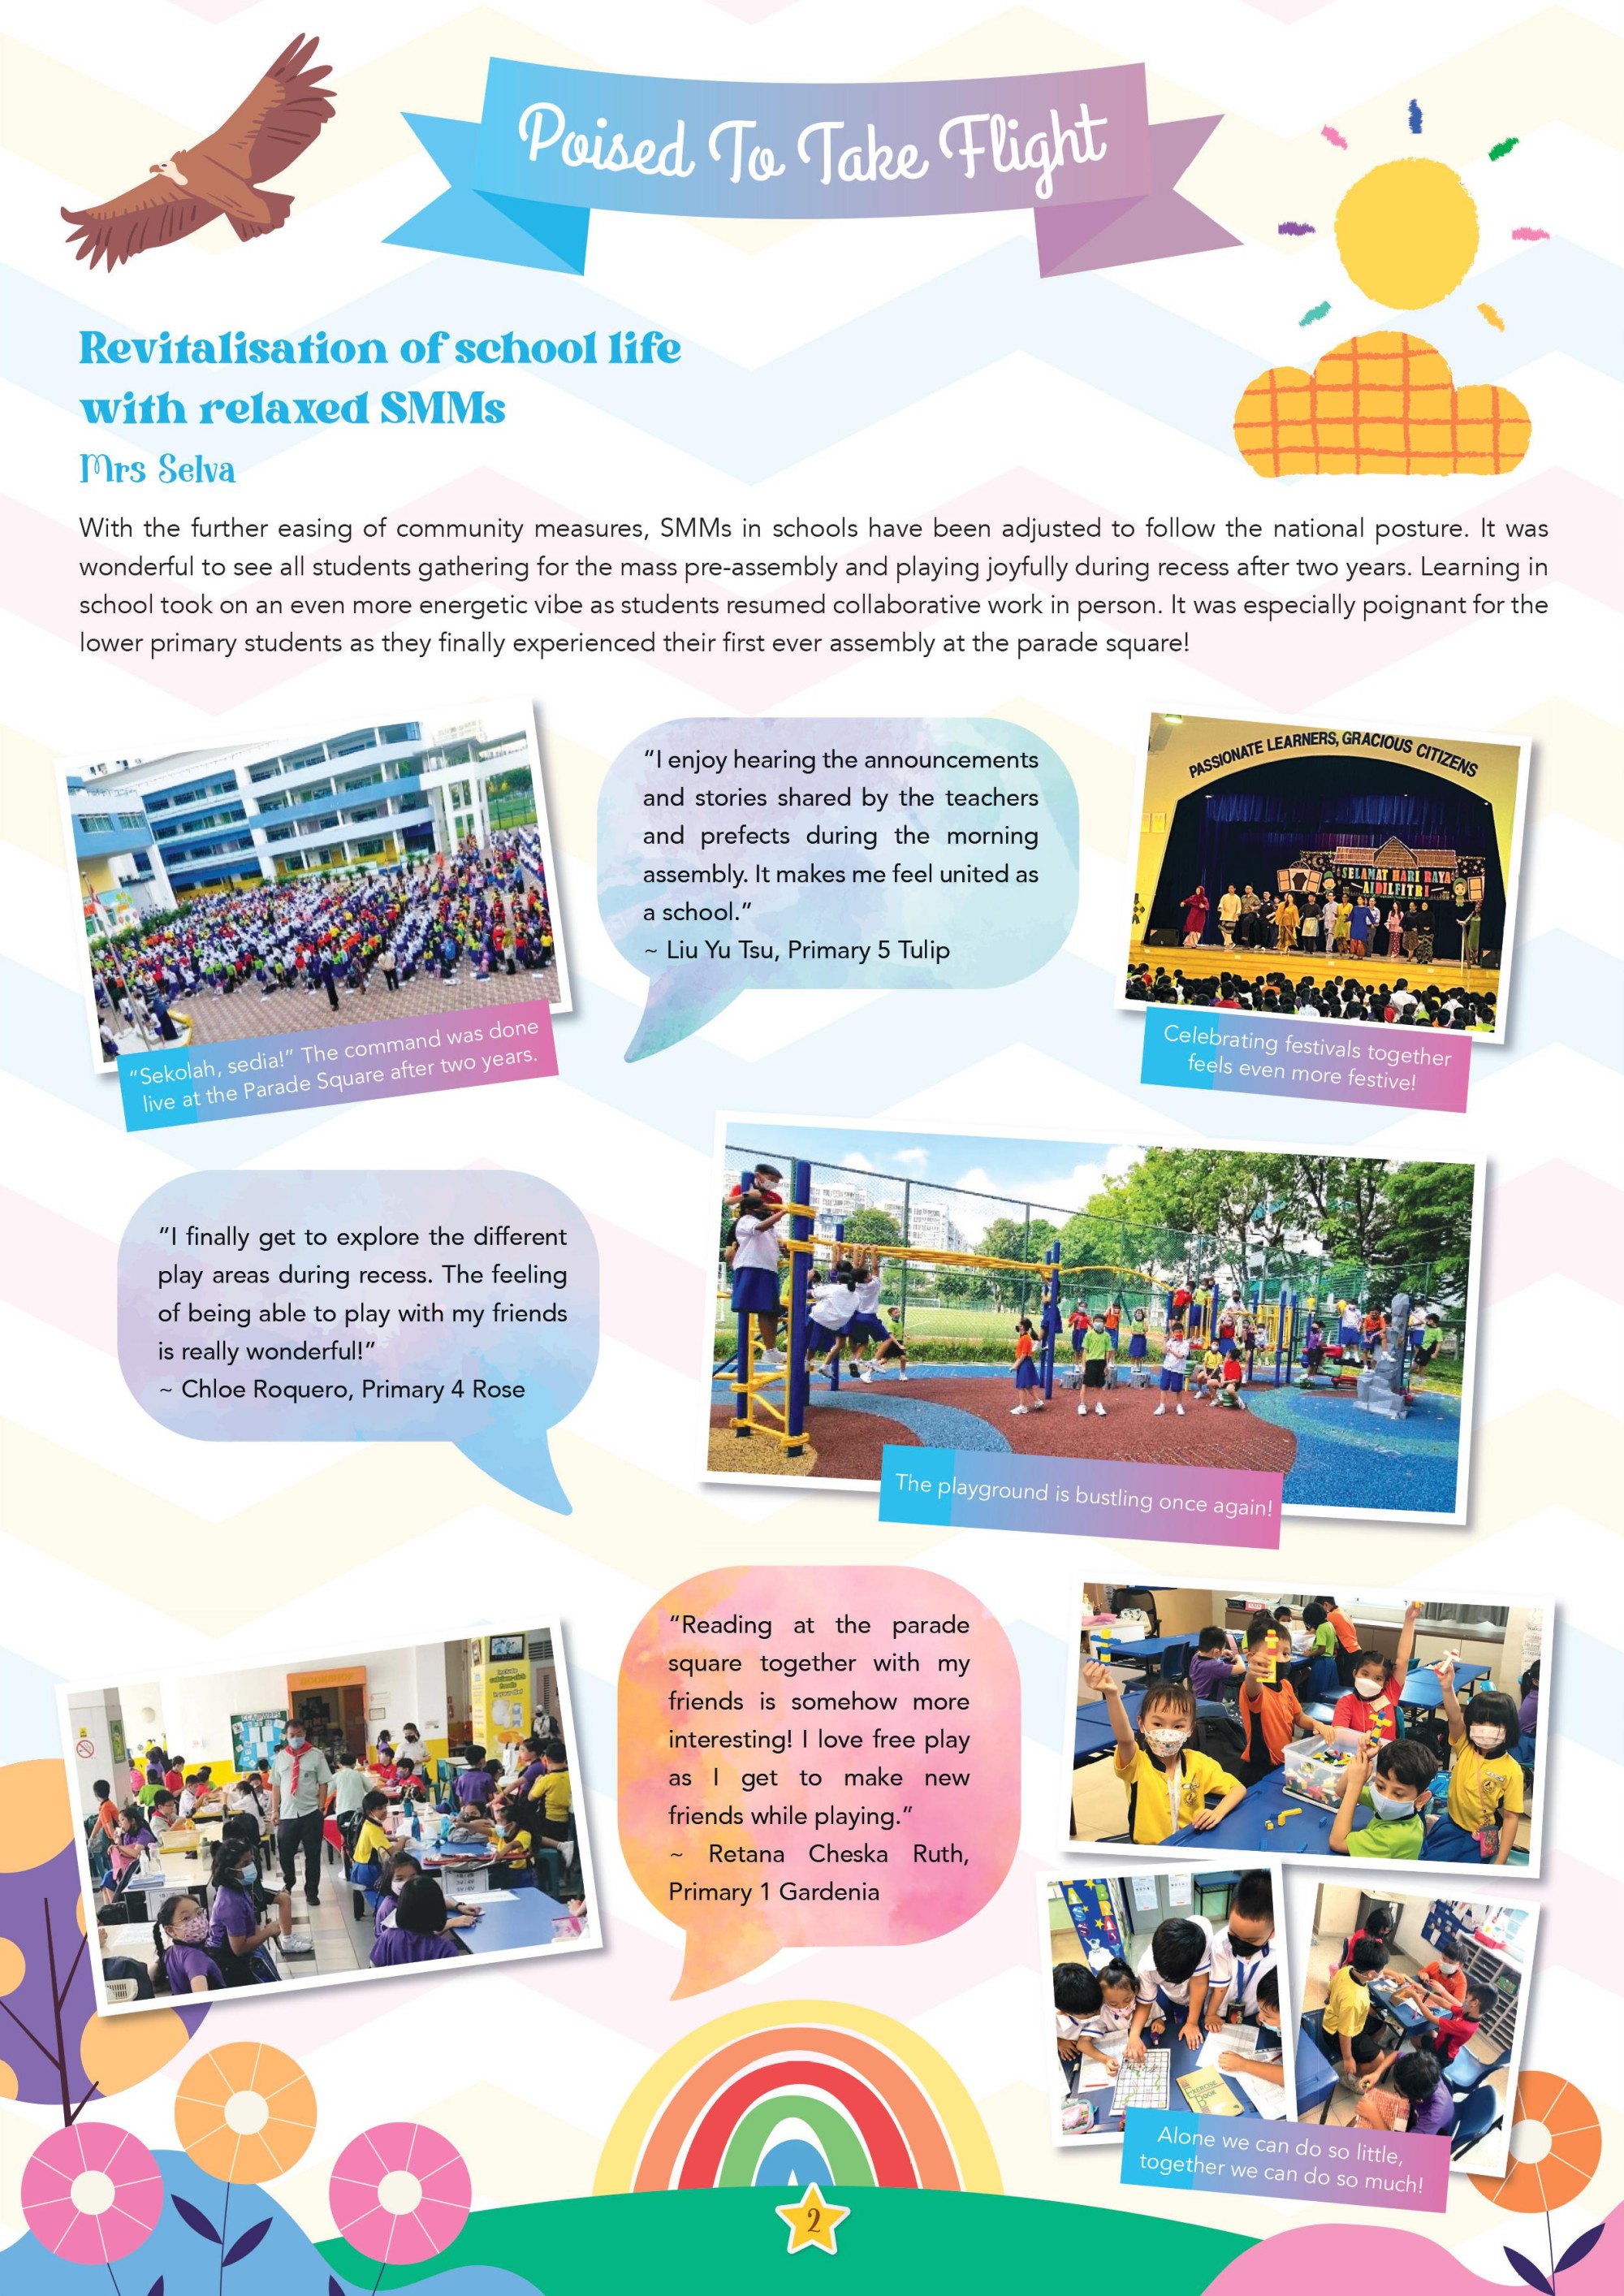 Poised To Take Flight
Revitalisation of school life
with relaxed SMMs
Mrs Selva
With the further easing of community measures, SMMs in schools have been adjusted to follow the national posture. It was
wonderful to see all students gathering for the mass pre-assembly and playing joyfully during recess after two years. Learning in
school took on an even more energetic vibe as students resumed collaborative work in person. It was especially poignant for the
lower primary students as they finally experienced their first ever assembly at the parade square!
"Sekolah, sedia!" The command was done
live at the Parade Square after two years.
"I enjoy hearing the announcements
and stories shared by the teachers
and prefects during the morning
assembly. It makes me feel united as
a school."
~ Liu Yu Tsu, Primary 5 Tulip
PASSIONATE LEARNERS, GRACIOUS CITIZENS
SELAMAT HARI RAYA
AIDILFITRI
Celebrating festivals together
feels even more festive!
"I finally get to explore the different
play areas during recess. The feeling
of being able to play with my friends
is really wonderful!"
~ Chloe Roquero, Primary 4 Rose
The playground is bustling once again!
BOOKSHOP
"Reading at the parade
square together with my
friends is somehow more
interesting! I love free play
as I get to make new
friends while playing."
~ Retana Cheska Ruth,
Primary 1 Gardenia
EXERCISE
BOOK
Alone we can do so little,
together we can do so much!
2